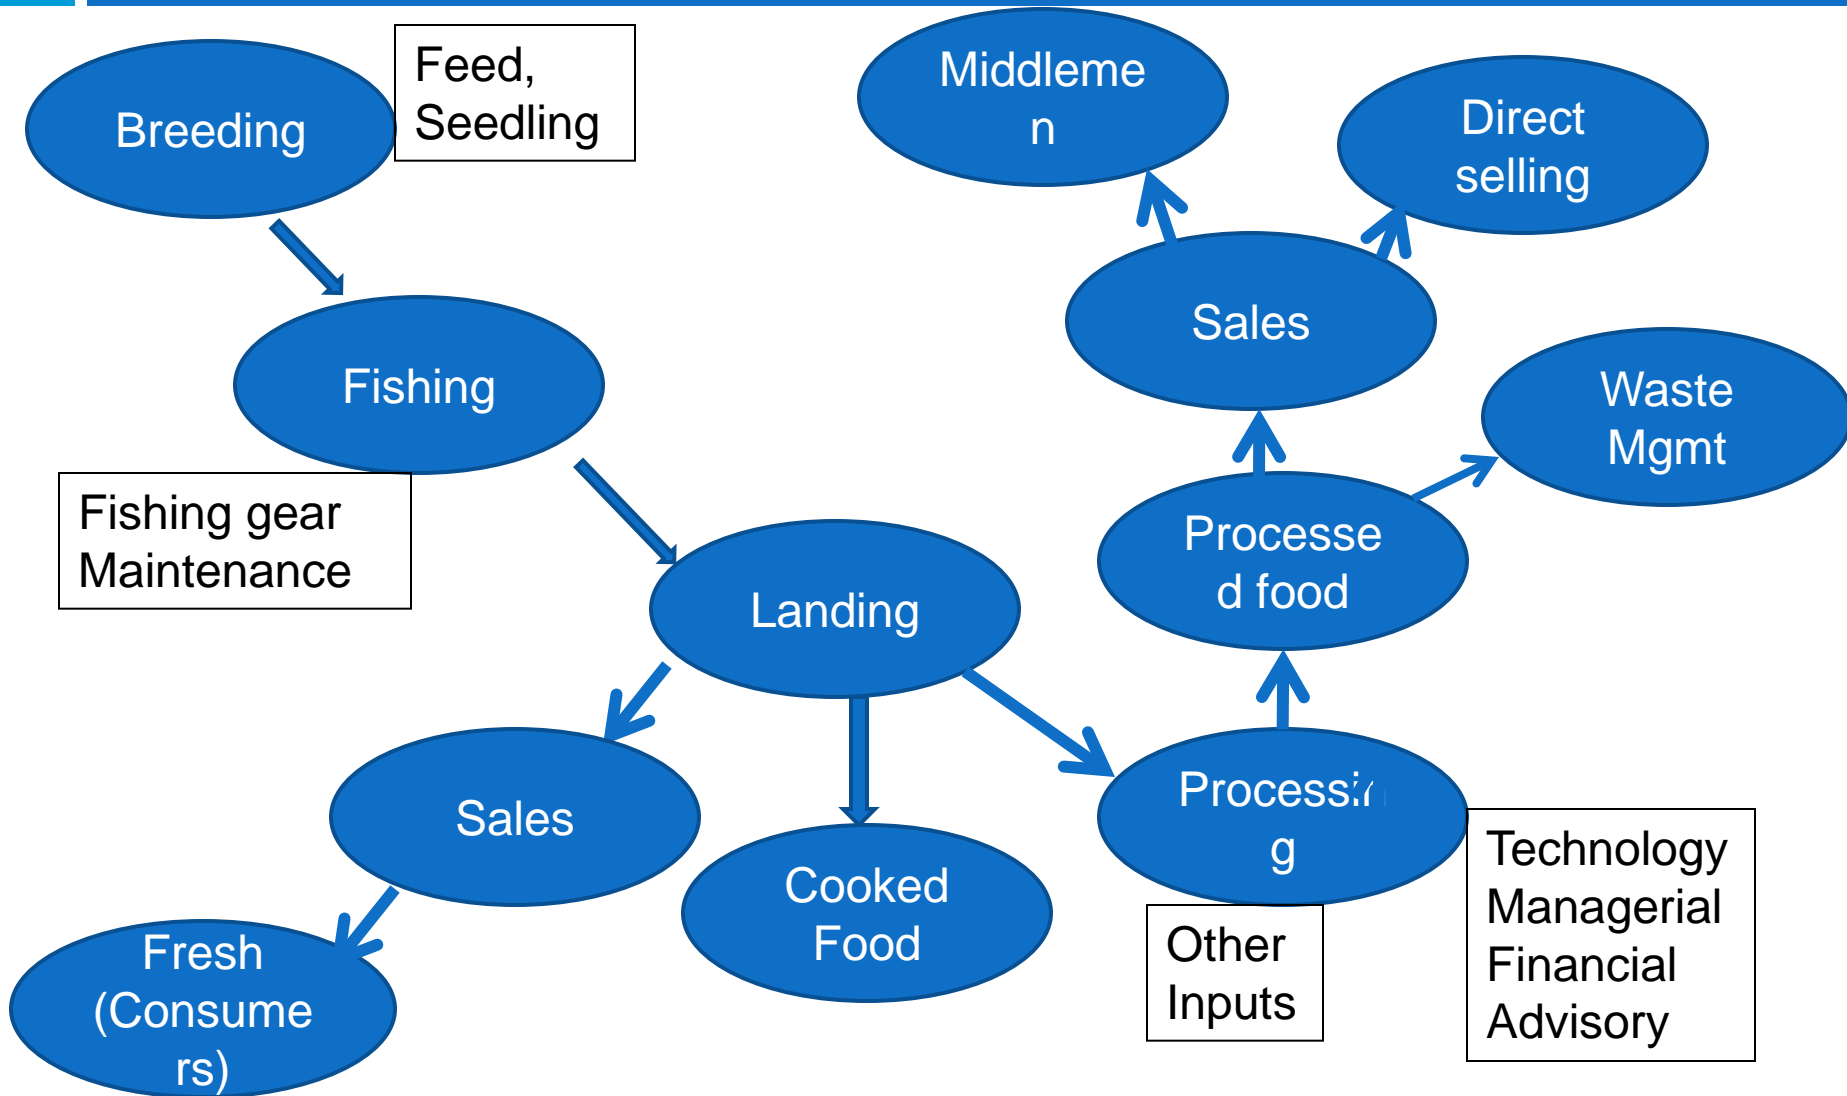 Breeding
Feed,
Seedling
Middleme
n
Direct
selling
Fishing
Sales
Waste
Mgmt
Fishing gear
Maintenance
Processe
d food
Landing
Sales
Cooked
Food
Processin
g
Technology
Managerial
Financial
Advisory
Other
Inputs
Fresh
(Consume
rs)